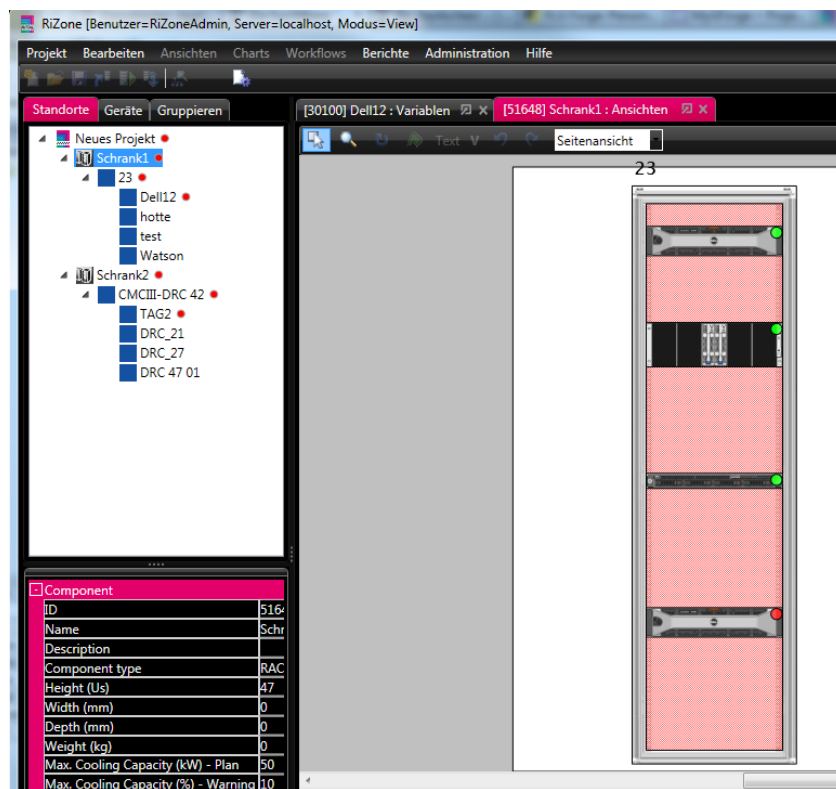 RiZone [Benutzer=RiZoneAdmin, Server=localhost, Modus=View]
Projekt Bearbeiten Ansichten Charts Workflows Berichte Administration Hilfe
Standorte Geräte Gruppieren
[30100] Dell12 : Variablen
[51648] Schrank1 : Ansichten
Text V
Seitenansicht
Neues Projekt
Schrank1
23
Dell12
hotte
test
Watson
Schrank2
CMCIII-DRC 42
TAG2
DRC_21
DRC_27
DRC 47 01
23
Component
ID 516
Name Schr
Description
Component type RAC
Height (Us) 47
Width (mm) 0
Depth (mm) 0
Weight (kg) 0
Max. Cooling Capacity (kW) - Plan 50
Max. Cooling Capacity (%) - Warning 10